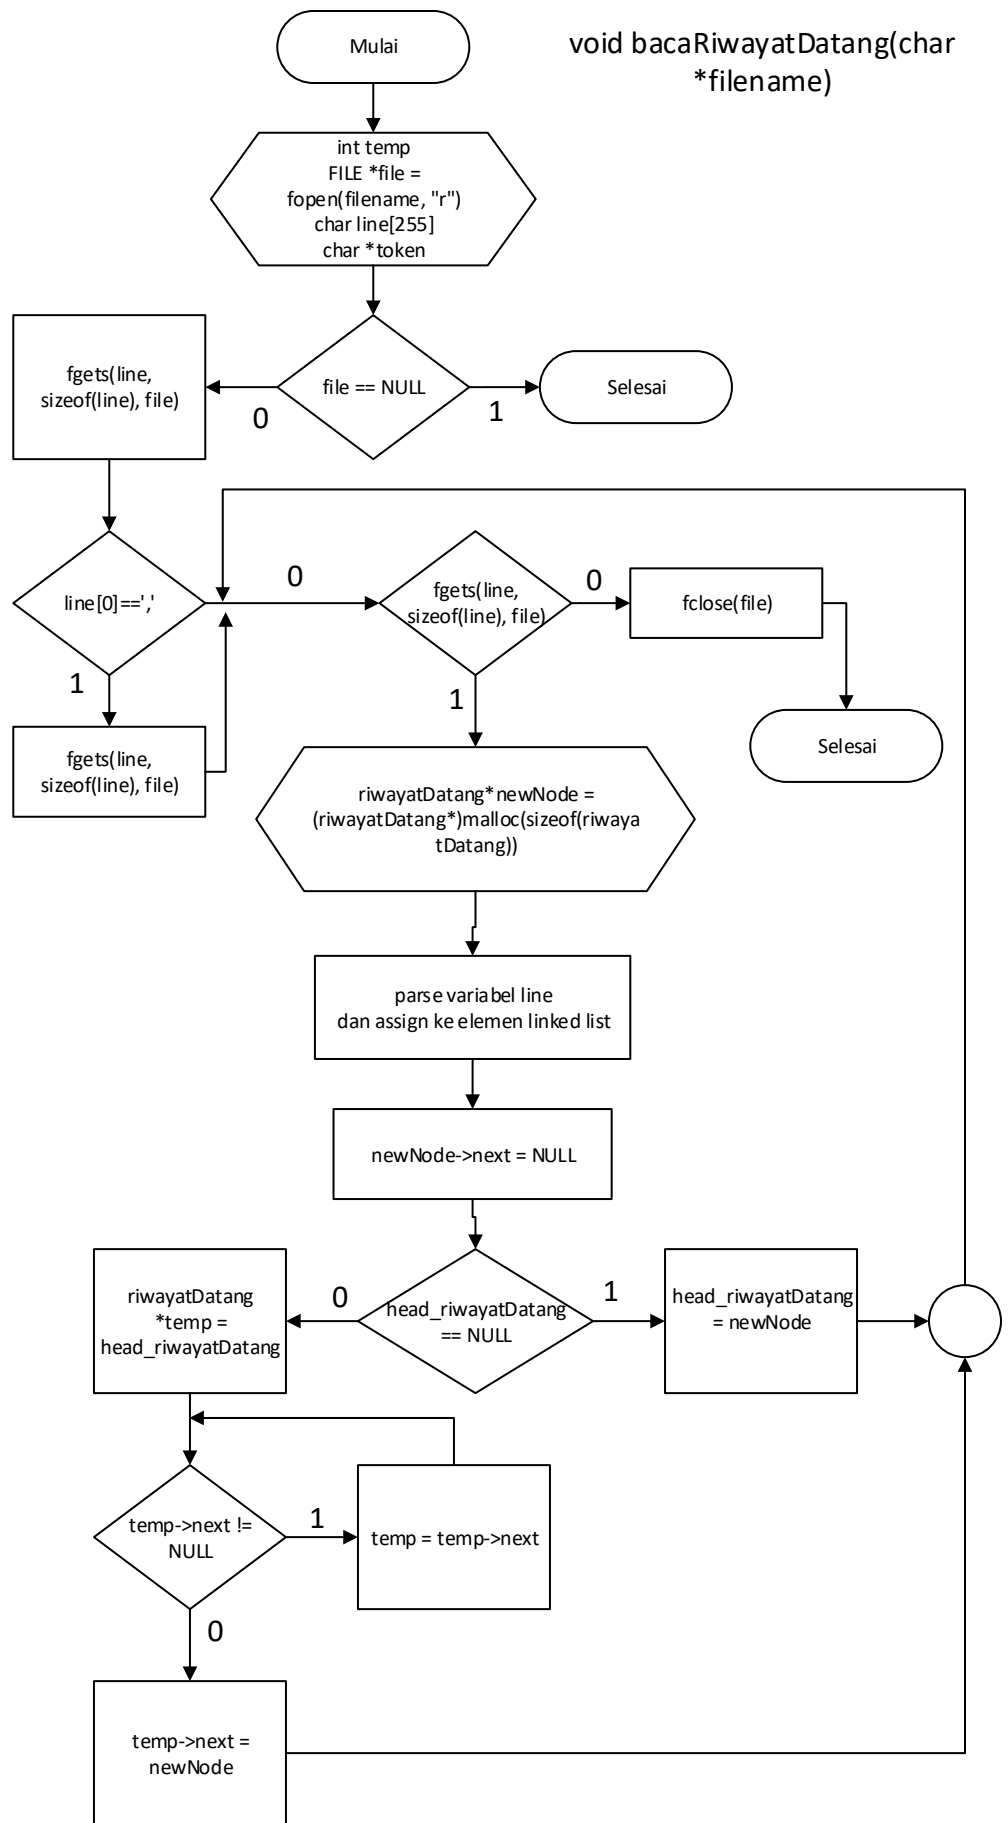 void bacaRiwayatDatang(char
*filename)
Mulai
int temp
FILE *file =
fopen(filename, "r")
char line[255]
char *token
file == NULL
0
1
Selesai
fgets(line,
sizeof(line), file)
line[0]==','
0
1
fgets(line,
sizeof(line), file)
fgets(line,
sizeof(line), file)
0
1
fclose(file)
Selesai
riwayatDatang*newNode =
(riwayatDatang*)malloc(sizeof(riwaya
tDatang))
parse variabel line
dan assign ke elemen linked list
newNode->next = NULL
head_riwayatDatang
== NULL
0
1
riwayatDatang
*temp =
head_riwayatDatang
head_riwayatDatang
= newNode
temp->next !=
NULL
1
0
temp = temp->next
temp->next =
newNode